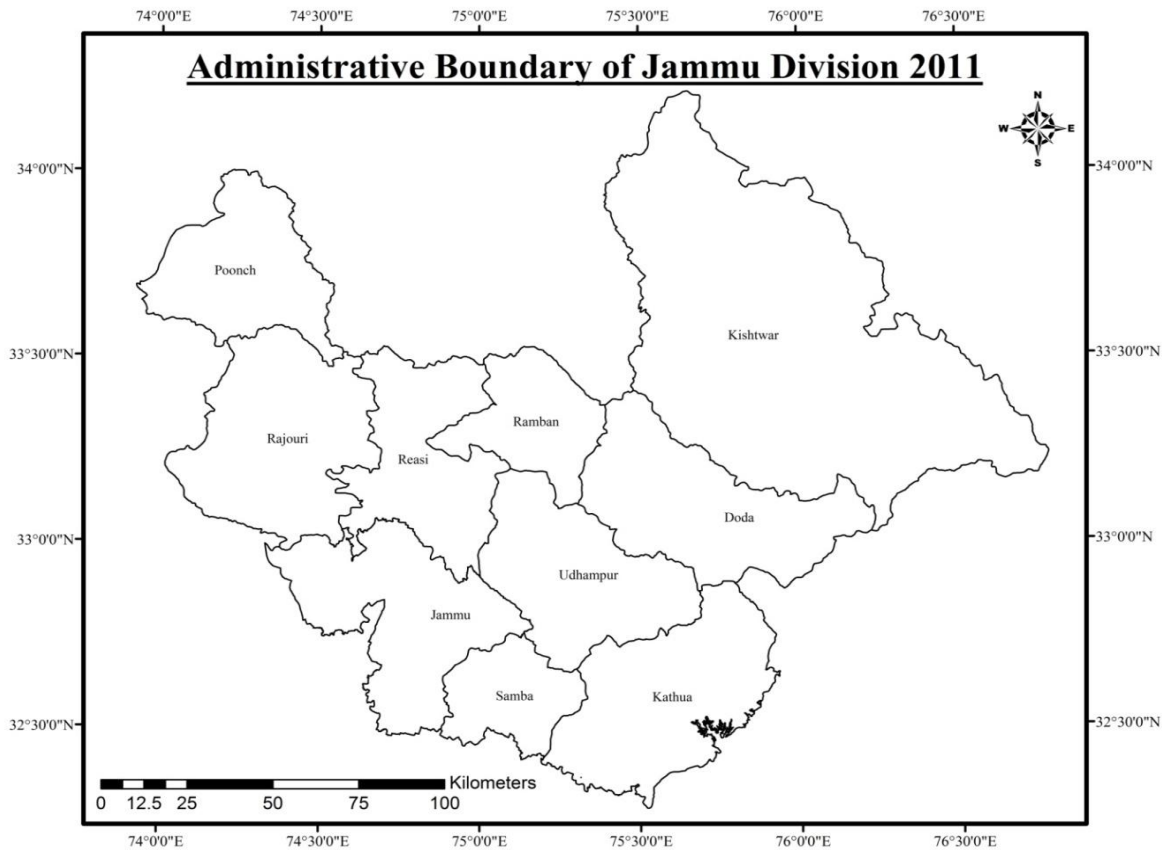 74°0'0"E 74°30'0"E 75°0'0"E 75°30'0"E 76°0'0"E 76°30'0"E
Administrative Boundary of Jammu Division 2011
N
W E
S
34°0'0"N 34°0'0"N
Poonch
Kishtwar
33°30'0"N 33°30'0"N
Ramban
Rajouri
Reasi
Doda
33°0'0"N 33°0'0"N
Udhampur
Jammu
Samba
Kathua
32°30'0"N 32°30'0"N
Kilometers
0 12.5 25 50 75 100
74°0'0"E 74°30'0"E 75°0'0"E 75°30'0"E 76°0'0"E 76°30'0"E